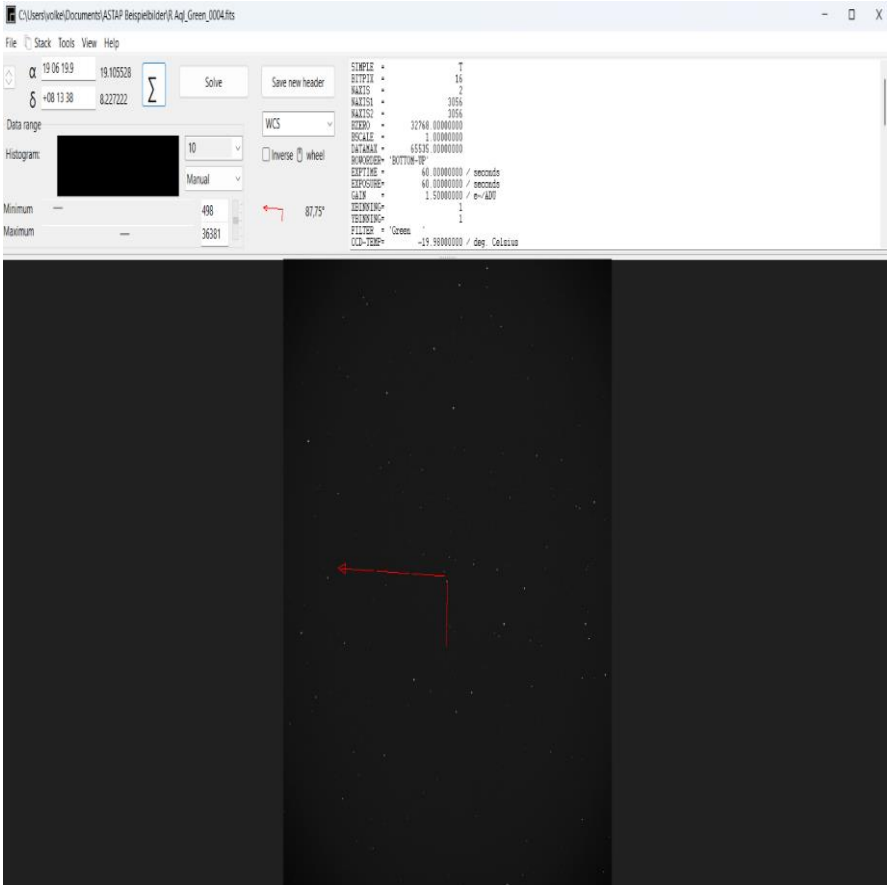 C:\Users\volke\Documents\ASTAP Beispielbilder\R Aql_Green_0004.fits
File Stack Tools View Help
α 19 06 19.9 19.105528
δ +08 13 38 8.227222
Σ
Solve
Save new header
Data range
WCS
Histogram:
10
Inverse wheel
Manual
Minimum 498
87,75°
Maximum 36381
SIMPLE = T
BITPIX = 16
NAXIS = 2
NAXIS1 = 3056
NAXIS2 = 3056
BZERO = 32768.00000000
BSCALE = 1.00000000
DATAMAX = 65535.00000000
ROWORDER= 'BOTTOM-UP'
EXPTIME = 60.00000000 / seconds
EXPOSURE= 60.00000000 / seconds
GAIN = 1.50000000 / e-/ADU
XBINNING= 1
YBINNING= 1
FILTER = 'Green '
CCD-TEMP= -19.98000000 / deg. Celsius